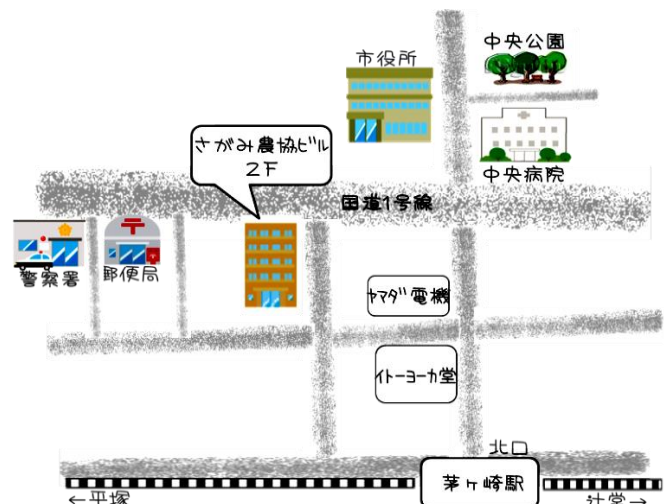 中央公園
市役所
さがみ農協ビル
2F
中央病院
国道1号線
警察署
郵便局
ヤマダ電機
イトーヨーカ堂
北口
茅ヶ崎駅
←平塚
辻堂→